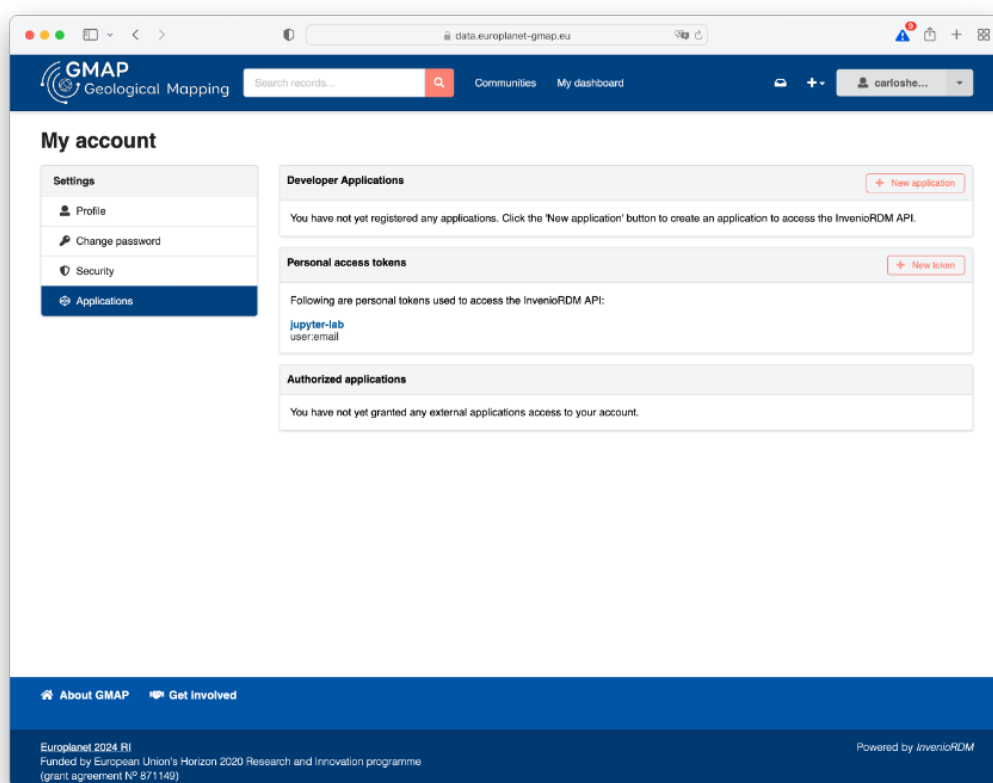 data.europlanet-gmap.eu
9
GMAP
Geological Mapping
Search records...
Communities
My dashboard
carloshe...
My account
Settings
Profile
Change password
Security
Applications
Developer Applications
New application
You have not yet registered any applications. Click the 'New application' button to create an application to access the InvenioRDM API.
Personal access tokens
New token
Following are personal tokens used to access the InvenioRDM API:
jupyter-lab
user:email
Authorized applications
You have not yet granted any external applications access to your account.
About GMAP
Get involved
Europlanet 2024 RI
Funded by European Union's Horizon 2020 Research and Innovation programme
(grant agreement Nº 871149)
Powered by InvenioRDM